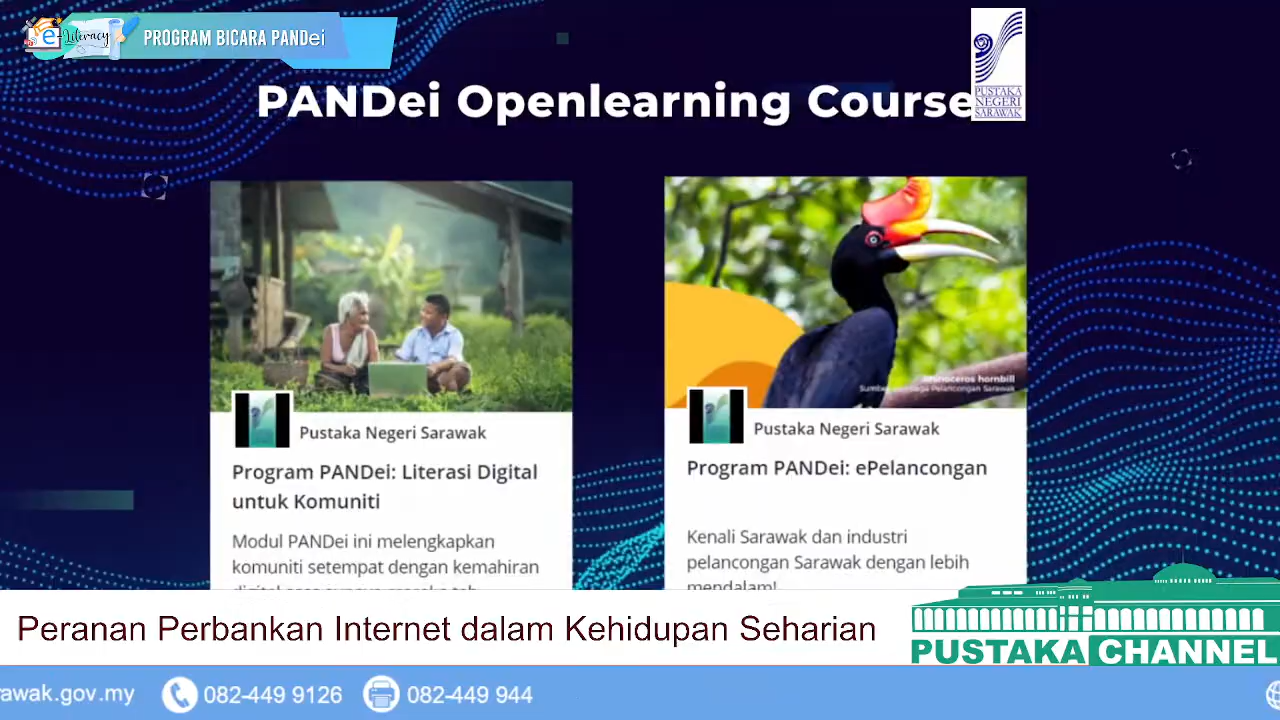 e-Literacy
PROGRAM BICARA PANDei
PUSTAKA
NEGERI
SARAWAK
PANDei Openlearning Course
Rhinoceros hornbill
Pustaka Negeri Sarawak
Program PANDei: Literasi Digital
untuk Komuniti
Modul PANDei ini melengkapkan
komuniti setempat dengan kemahiran
Pustaka Negeri Sarawak
Program PANDei: ePelancongan
Kenali Sarawak dan industri
pelancongan Sarawak dengan lebih
mendalam!
Peranan Perbankan Internet dalam Kehidupan Seharian
PUSTAKA CHANNEL
rawak.gov.my 082-449 9126 082-449 944